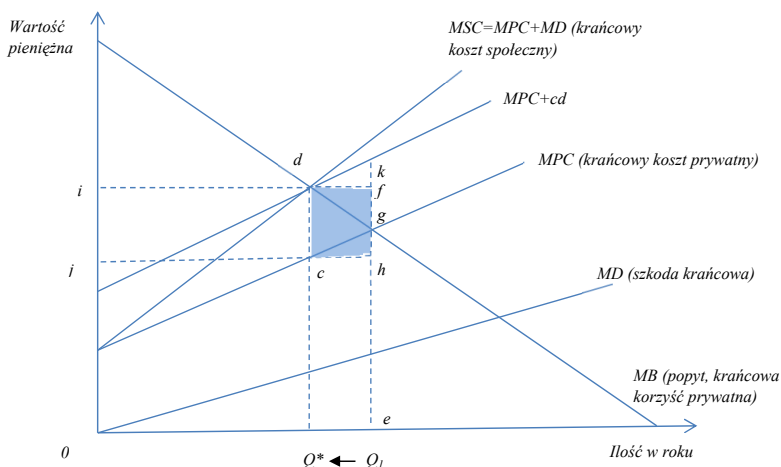 Wartość
pieniężna
MSC=MPC+MD (krańcowy
koszt społeczny)
MPC+cd
d
k
MPC (krańcowy koszt prywatny)
i
f
g
j
c
h
MD (szkoda krańcowa)
MB (popyt, krańcowa
korzyść prywatna)
e
0
Ilość w roku
Q* ← Q1